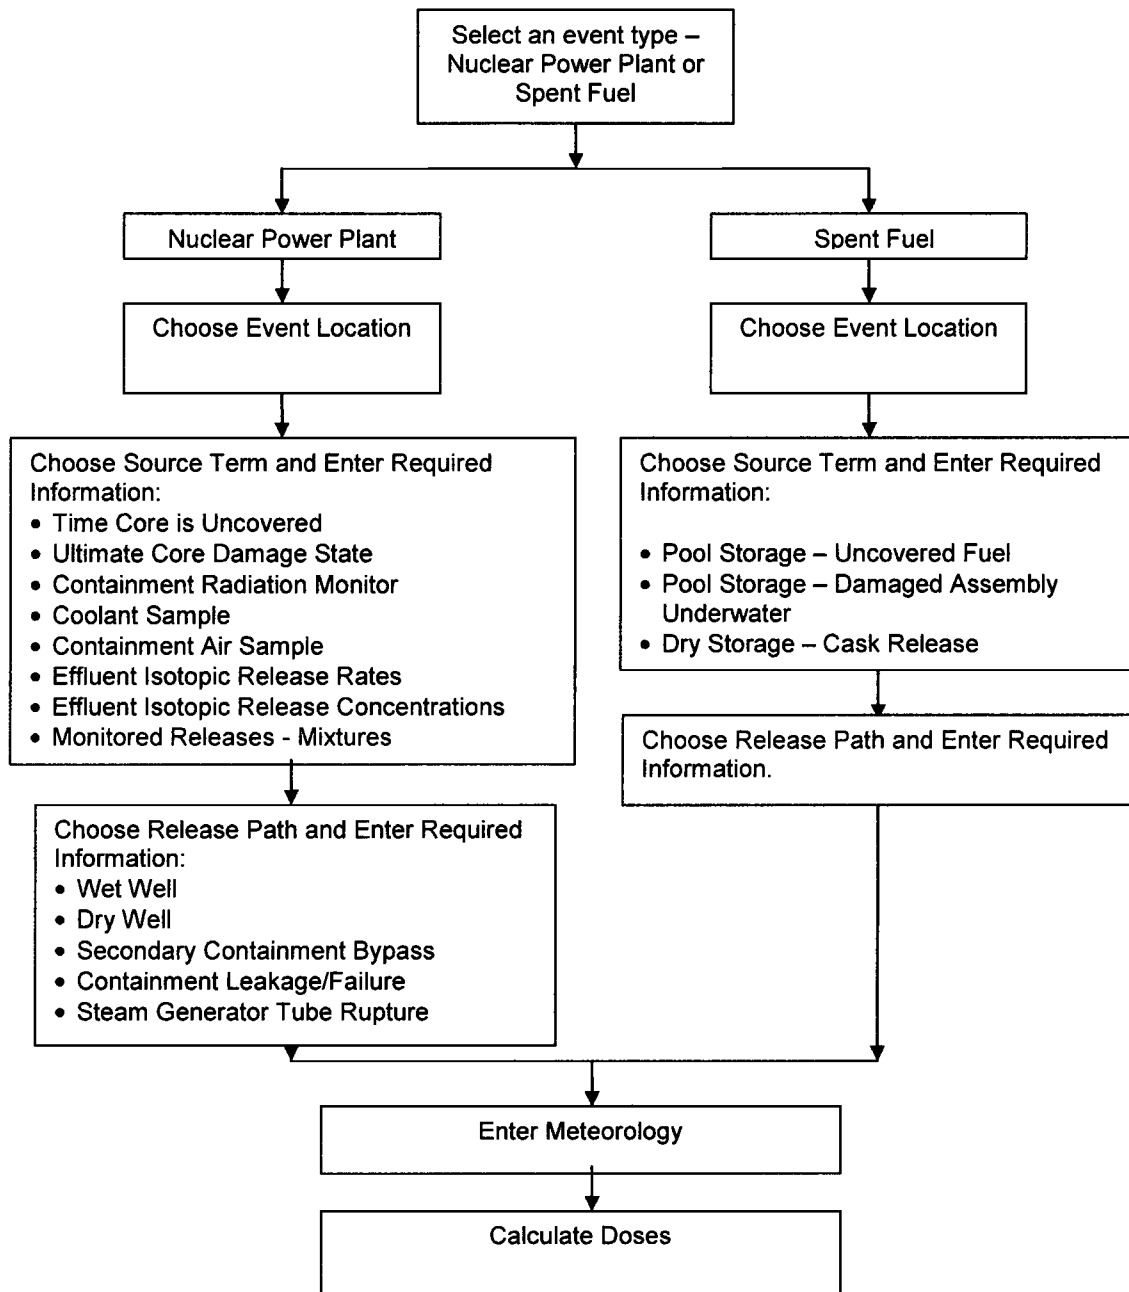 Select an event type –
Nuclear Power Plant or
Spent Fuel
Nuclear Power Plant
Spent Fuel
Choose Event Location
Choose Event Location
Choose Source Term and Enter Required
Information:
• Time Core is Uncovered
• Ultimate Core Damage State
• Containment Radiation Monitor
• Coolant Sample
• Containment Air Sample
• Effluent Isotopic Release Rates
• Effluent Isotopic Release Concentrations
• Monitored Releases - Mixtures
Choose Source Term and Enter Required
Information:
• Pool Storage – Uncovered Fuel
• Pool Storage – Damaged Assembly
Underwater
• Dry Storage – Cask Release
Choose Release Path and Enter Required
Information.
Choose Release Path and Enter Required
Information:
• Wet Well
• Dry Well
• Secondary Containment Bypass
• Containment Leakage/Failure
• Steam Generator Tube Rupture
Enter Meteorology
Calculate Doses